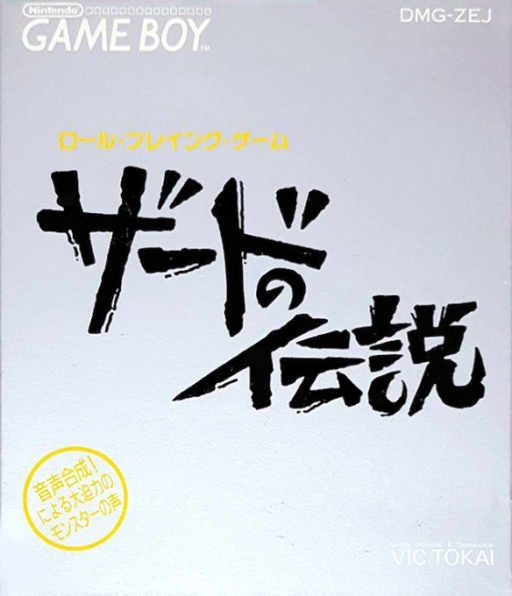 Nintendo
GAME BOY
TM
DMG-ZEJ
ロール・プレイング・ゲーム
ザードの
伝説
音声合成!
による大迫力の
モンスターの声
VIC TOKAI